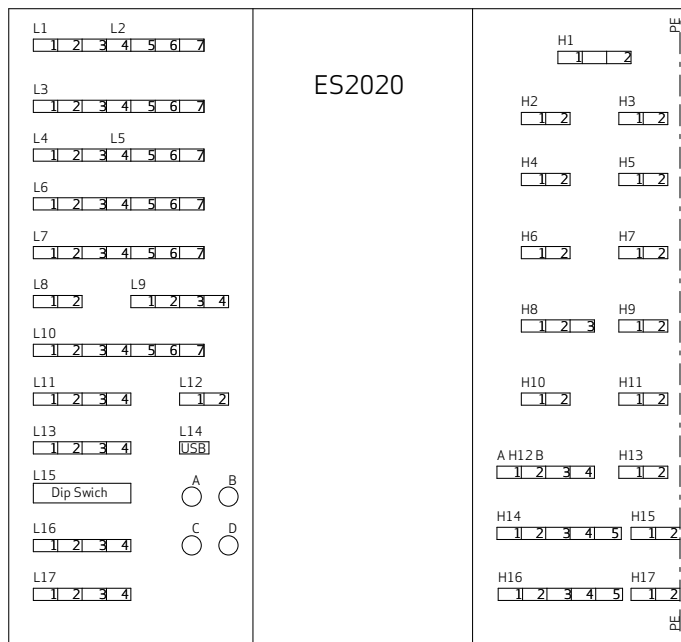 L1 L2
1 2 3 4 5 6 7
L3
1 2 3 4 5 6 7
L4 L5
1 2 3 4 5 6 7
L6
1 2 3 4 5 6 7
L7
1 2 3 4 5 6 7
L8 L9
1 2 1 2 3 4
L10
1 2 3 4 5 6 7
L11 L12
1 2 3 4 1 2
L13 L14
1 2 3 4 USB
L15 A B
Dip Swich
L16 C D
1 2 3 4
L17
1 2 3 4
ES2020
PE
H1
1 2
H2 H3
1 2 1 2
H4 H5
1 2 1 2
H6 H7
1 2 1 2
H8 H9
1 2 3 1 2
H10 H11
1 2 1 2
A H12 B H13
1 2 3 4 1 2
H14 H15
1 2 3 4 5 1 2
H16 H17
1 2 3 4 5 1 2
PE